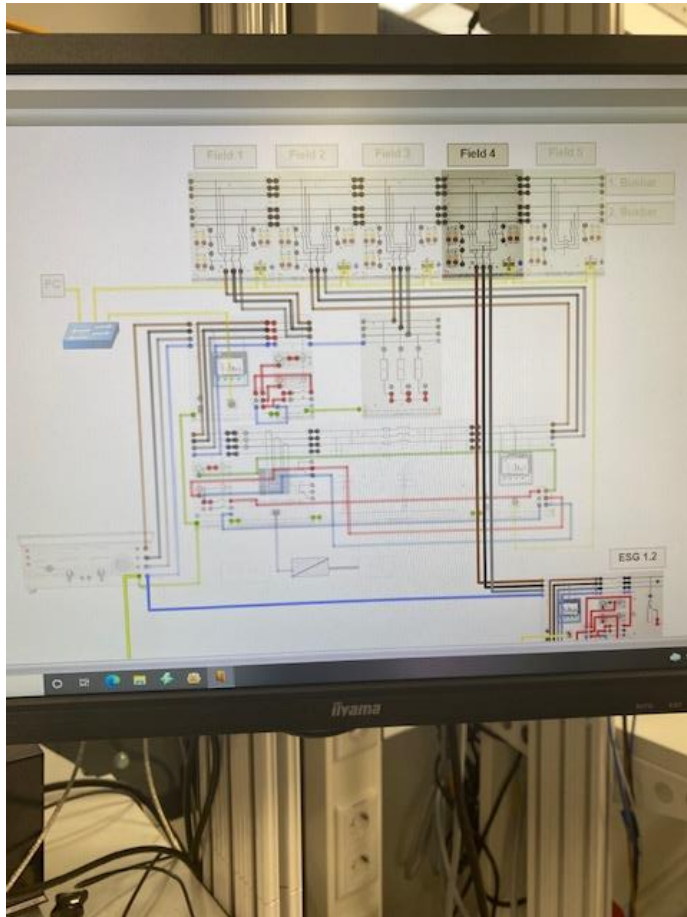 Field 1
Field 2
Field 3
Field 4
Field 5
1. Busbar
2. Busbar
PC
ESG 1.2
iiyama